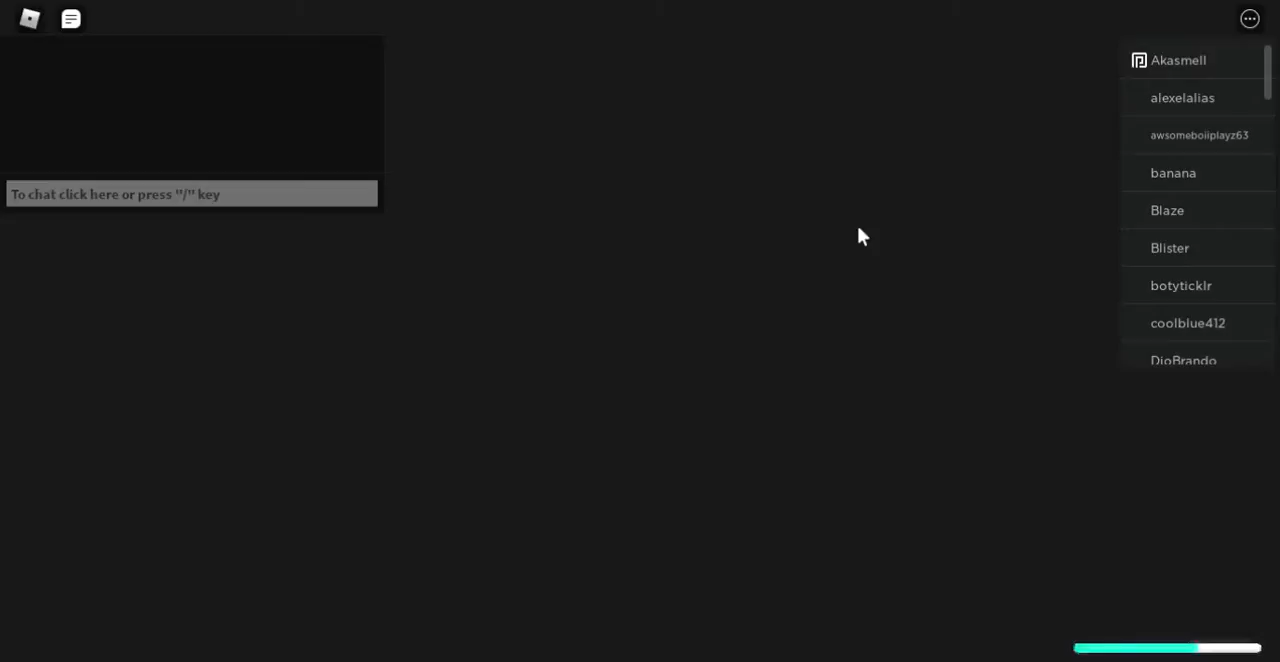 To chat click here or press "/" key
Akasmell
alexelalias
awsomeboiiplayz63
banana
Blaze
Blister
botyticklr
coolblue412
DioBrando